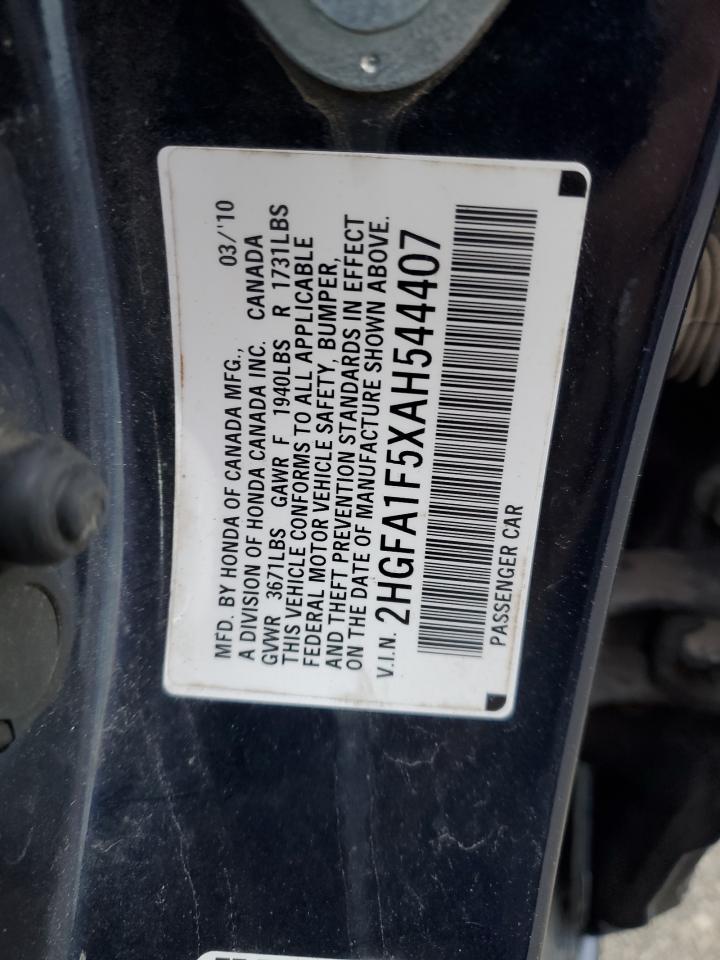 MFD. BY HONDA OF CANADA MFG., 03/'10
A DIVISION OF HONDA CANADA INC. CANADA
GVWR 3671LBS GAWR F 1940LBS R 1731LBS
THIS VEHICLE CONFORMS TO ALL APPLICABLE
FEDERAL MOTOR VEHICLE SAFETY, BUMPER,
AND THEFT PREVENTION STANDARDS IN EFFECT
ON THE DATE OF MANUFACTURE SHOWN ABOVE.
V.I.N. 2HGFA1F5XAH544407
PASSENGER CAR